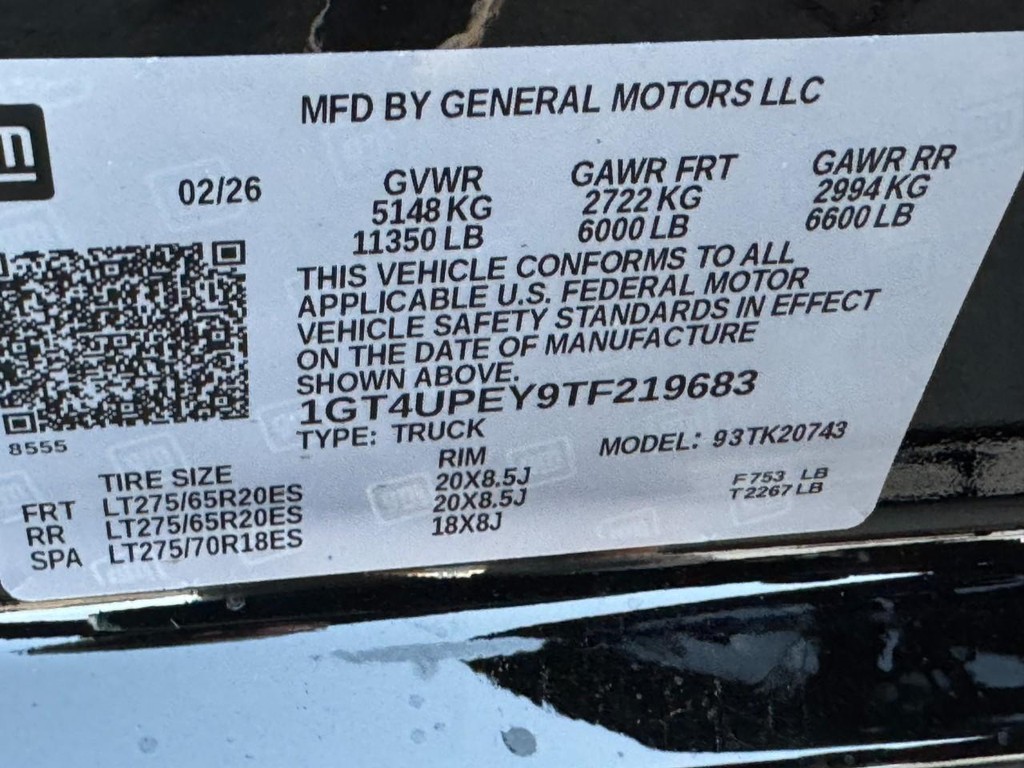 MFD BY GENERAL MOTORS LLC
gm
02/26
GVWR GAWR FRT GAWR RR
5148 KG 2722 KG 2994 KG
11350 LB 6000 LB 6600 LB
THIS VEHICLE CONFORMS TO ALL
APPLICABLE U.S. FEDERAL MOTOR
VEHICLE SAFETY STANDARDS IN EFFECT
ON THE DATE OF MANUFACTURE
SHOWN ABOVE.
1GT4UPEY9TF219683
8555
TYPE: TRUCK MODEL: 93TK20743
TIRE SIZE RIM
FRT LT275/65R20ES 20X8.5J F753 LB
RR LT275/65R20ES 20X8.5J T2267 LB
SPA LT275/70R18ES 18X8J